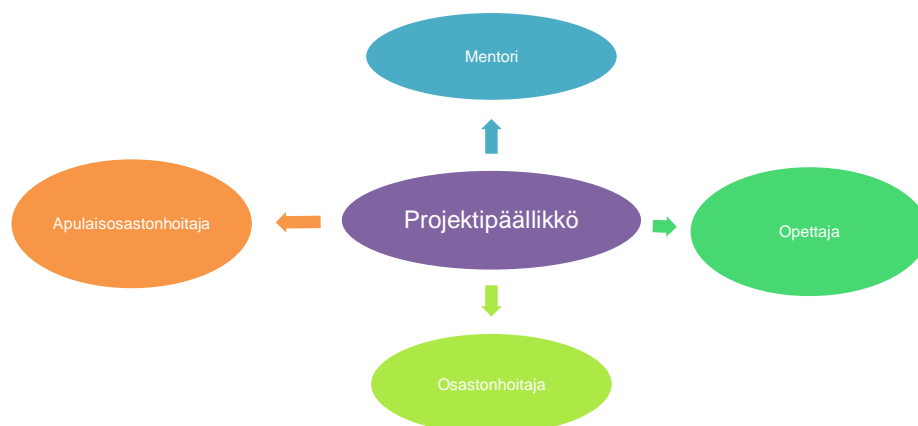 Mentori
Apulaisosastonhoitaja
Projektipäällikkö
Opettaja
Osastonhoitaja